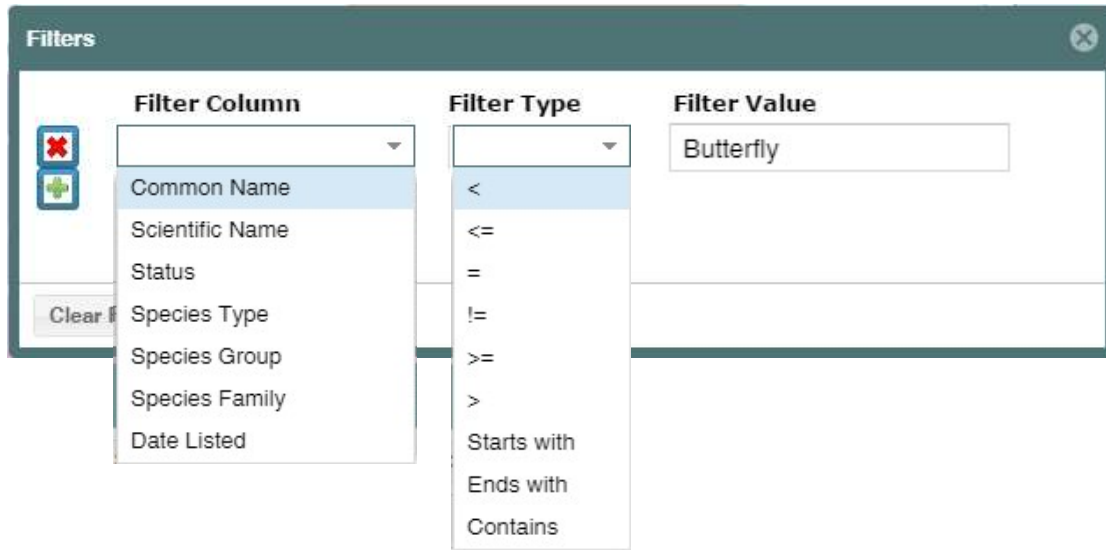 Filters
Filter Column Filter Type Filter Value
Butterfly
Common Name <
Scientific Name <=
Status =
Species Type !=
Species Group >=
Species Family >
Date Listed Starts with
Ends with
Contains
Clear